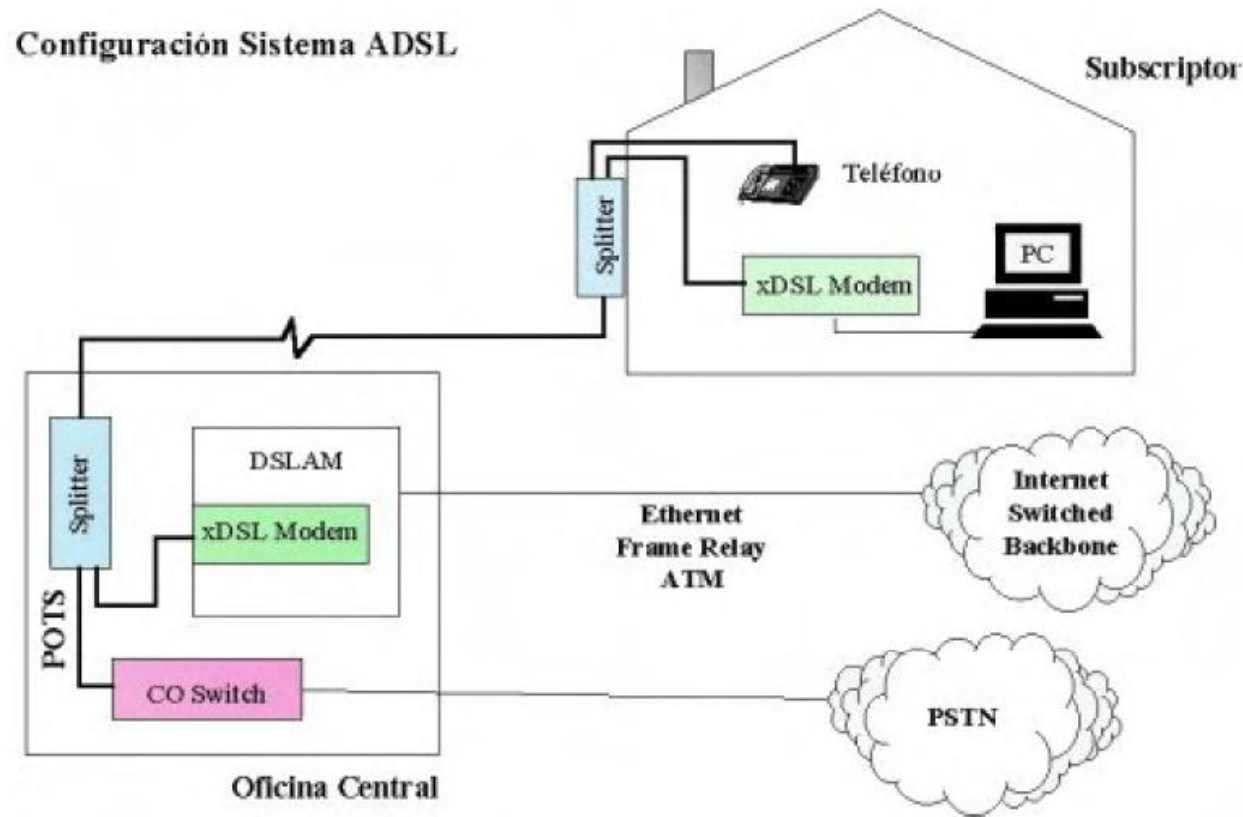 Configuración Sistema ADSL
Subscriptor
Teléfono
Splitter
PC
xDSL Modem
Splitter
DSLAM
xDSL Modem
POTS
CO Switch
Oficina Central
Ethernet
Frame Relay
ATM
Internet
Switched
Backbone
PSTN